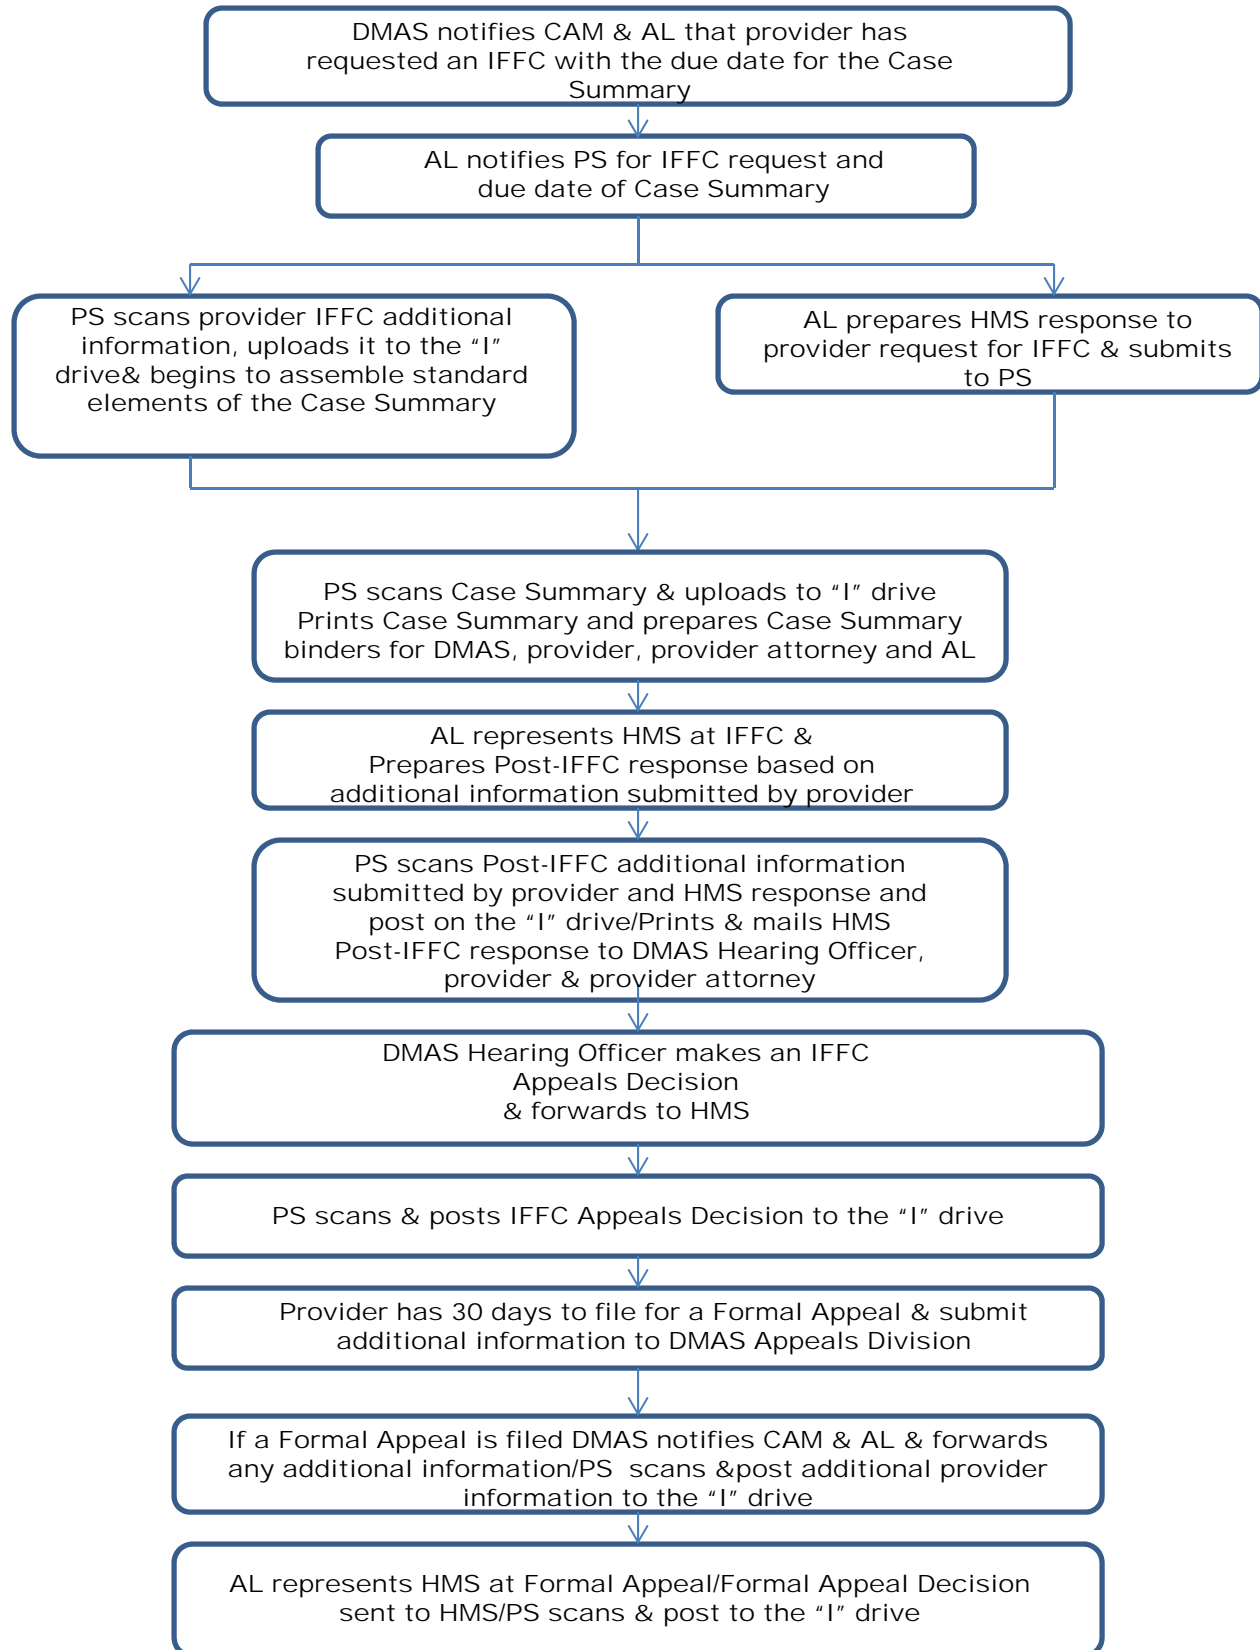 DMAS notifies CAM & AL that provider has
requested an IFFC with the due date for the Case
Summary
AL notifies PS for IFFC request and
due date of Case Summary
PS scans provider IFFC additional
information, uploads it to the “I”
drive& begins to assemble standard
elements of the Case Summary
AL prepares HMS response to
provider request for IFFC & submits
to PS
PS scans Case Summary & uploads to “I” drive
Prints Case Summary and prepares Case Summary
binders for DMAS, provider, provider attorney and AL
AL represents HMS at IFFC &
Prepares Post-IFFC response based on
additional information submitted by provider
PS scans Post-IFFC additional information
submitted by provider and HMS response and
post on the “I” drive/Prints & mails HMS
Post-IFFC response to DMAS Hearing Officer,
provider & provider attorney
DMAS Hearing Officer makes an IFFC
Appeals Decision
& forwards to HMS
PS scans & posts IFFC Appeals Decision to the “I” drive
Provider has 30 days to file for a Formal Appeal & submit
additional information to DMAS Appeals Division
If a Formal Appeal is filed DMAS notifies CAM & AL & forwards
any additional information/PS  scans &post additional provider
information to the “I” drive
AL represents HMS at Formal Appeal/Formal Appeal Decision
sent to HMS/PS scans & post to the “I” drive